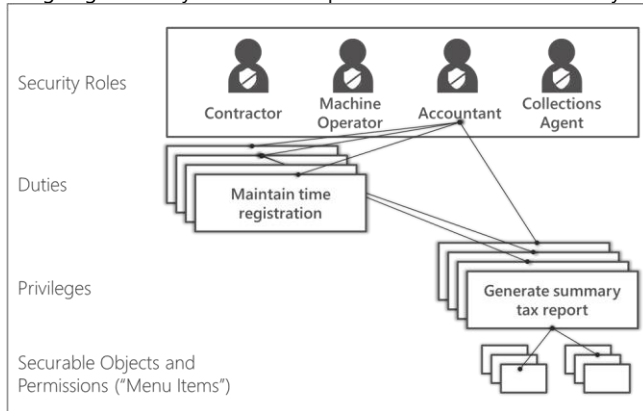 Security Roles
Contractor
Machine
Operator
Accountant
Collections
Agent
Duties
Maintain time
registration
Privileges
Generate summary
tax report
Securable Objects and
Permissions ("Menu Items")